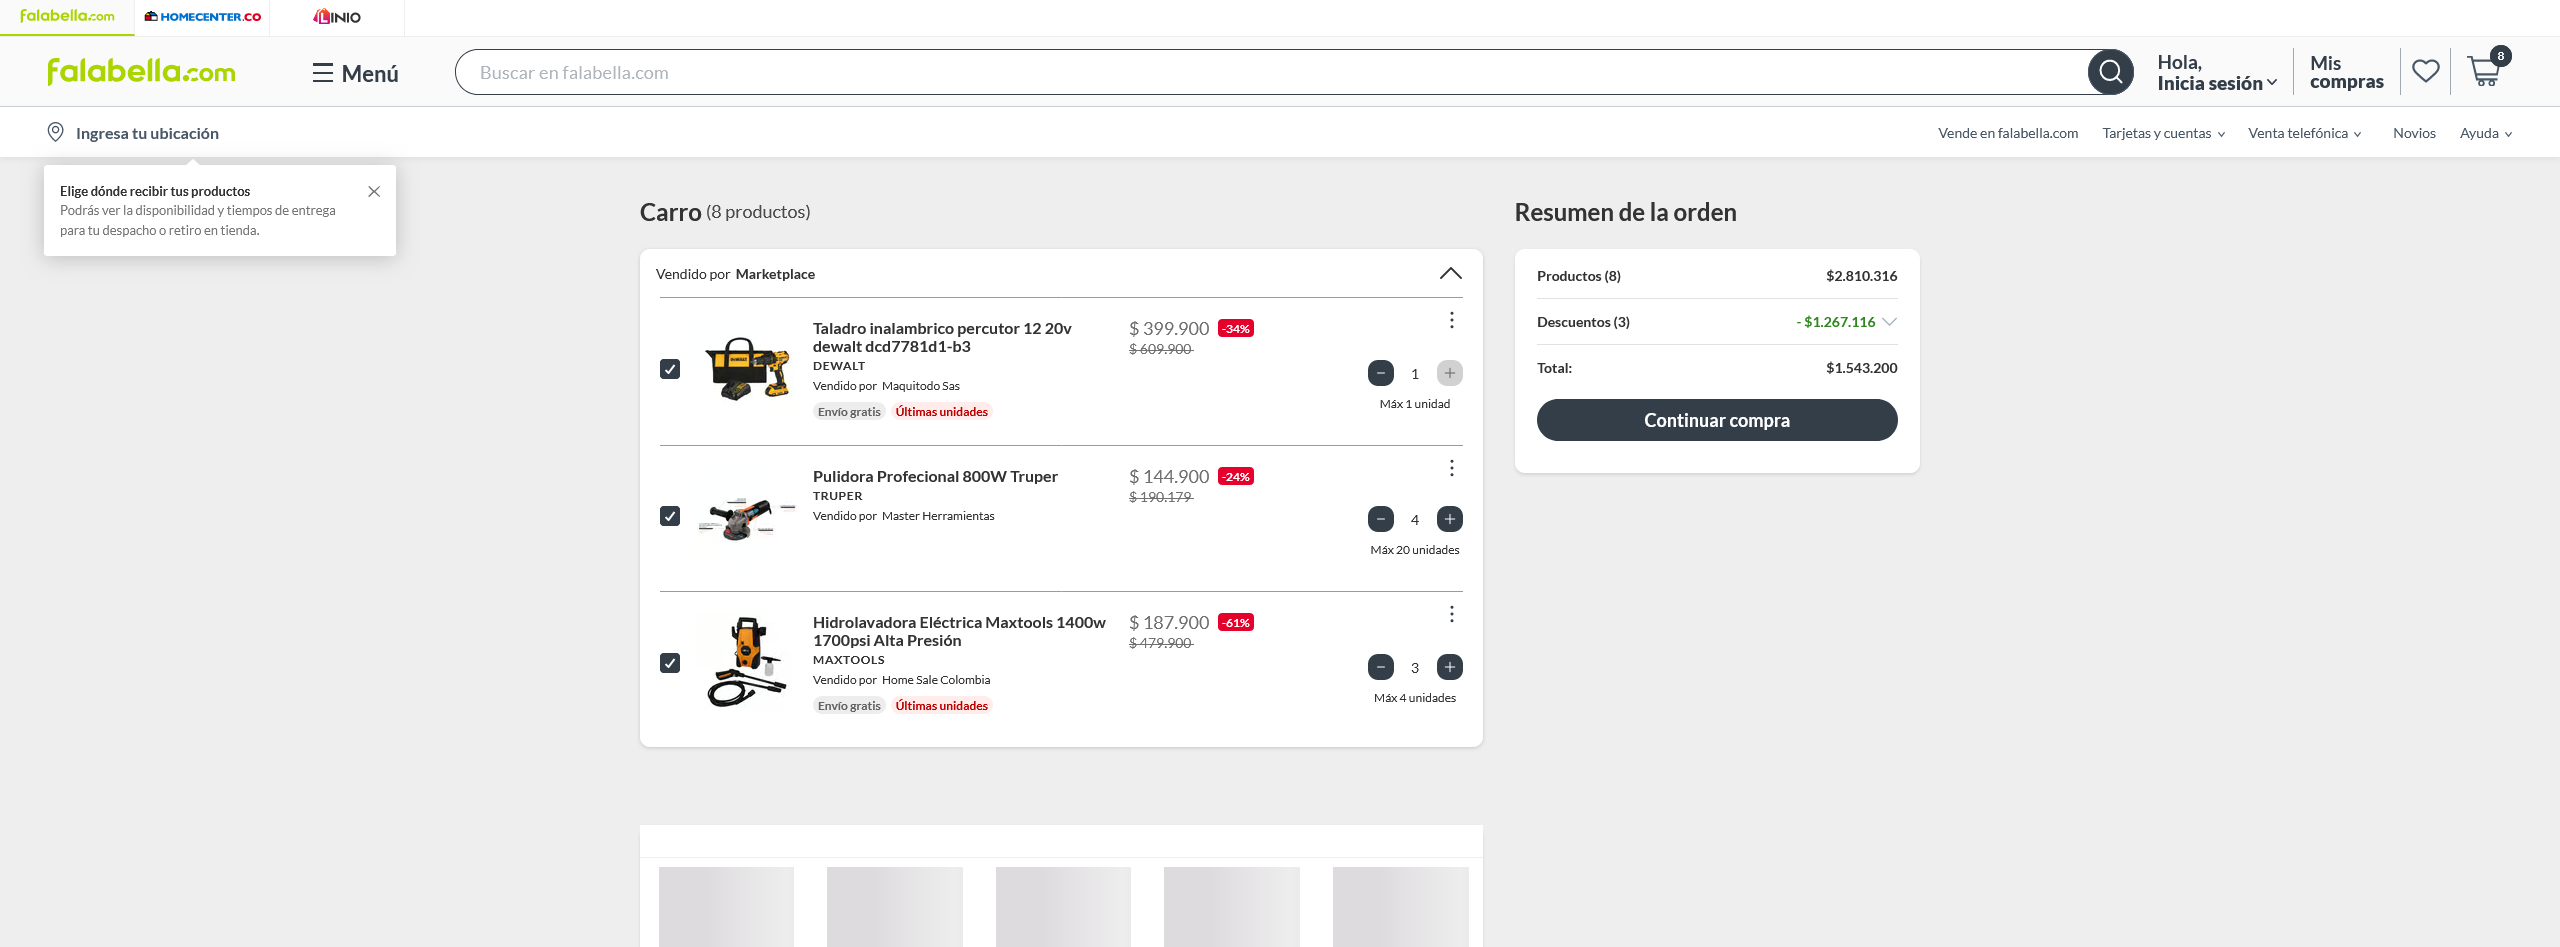 falabella.com
HOMECENTER.CO
LINIO
falabella.com
Menú
Buscar en falabella.com
Hola,
Inicia sesión
Mis
compras
8
Ingresa tu ubicación
Vende en falabella.com
Tarjetas y cuentas
Venta telefónica
Novios
Ayuda
Elige dónde recibir tus productos
Podrás ver la disponibilidad y tiempos de entrega
para tu despacho o retiro en tienda.
Carro (8 productos)
Vendido por Marketplace
Taladro inalambrico percutor 12 20v
dewalt dcd7781d1-b3
DEWALT
Vendido por Maquitodo Sas
Envío gratis
Últimas unidades
$ 399.900 -34%
$ 609.900
1
Máx 1 unidad
Pulidora Profecional 800W Truper
TRUPER
Vendido por Master Herramientas
$ 144.900 -24%
$ 190.179
4
Máx 20 unidades
Hidrolavadora Eléctrica Maxtools 1400w
1700psi Alta Presión
MAXTOOLS
Vendido por Home Sale Colombia
Envío gratis
Últimas unidades
$ 187.900 -61%
$ 479.900
3
Máx 4 unidades
Resumen de la orden
Productos (8) $2.810.316
Descuentos (3) - $1.267.116
Total: $1.543.200
Continuar compra